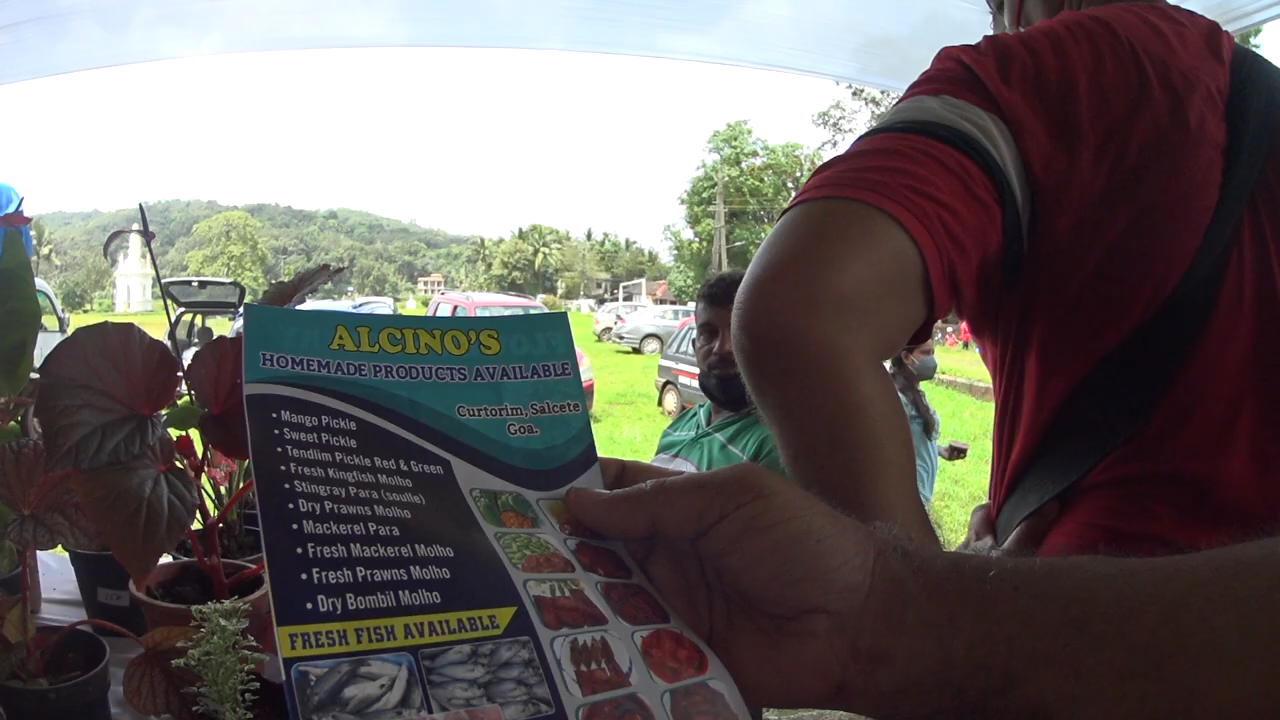 ALCINO'S
HOMEMADE PRODUCTS AVAILABLE
Curtorim, Salcete
Goa.
• Mango Pickle
• Sweet Pickle
• Tendlim Pickle Red & Green
• Fresh Kingfish Molho
• Stingray Para (soulle)
• Dry Prawns Molho
• Mackerel Para
• Fresh Mackerel Molho
• Fresh Prawns Molho
• Dry Bombil Molho
FRESH FISH AVAILABLE